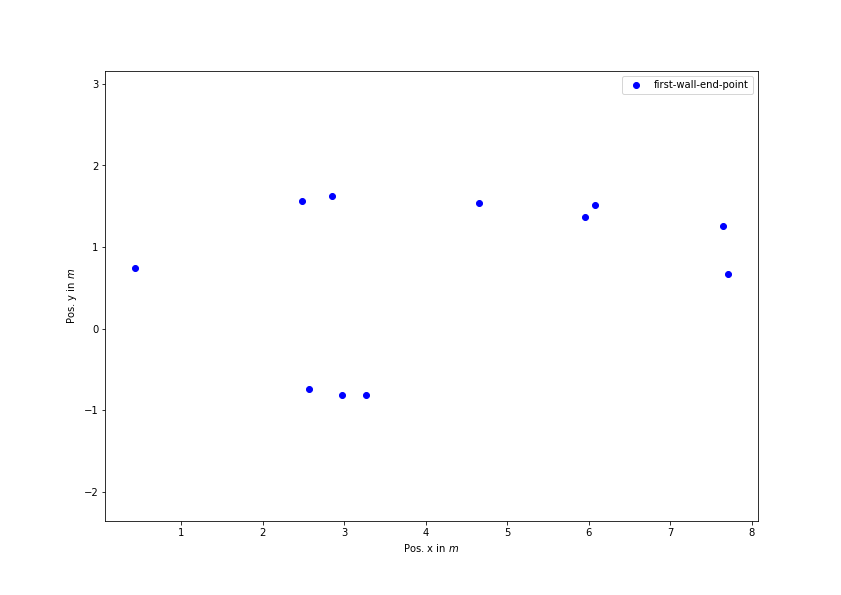 first-wall-end-point
3
2
1
0
−1
−2
Pos. y in m
1 2 3 4 5 6 7 8
Pos. x in m